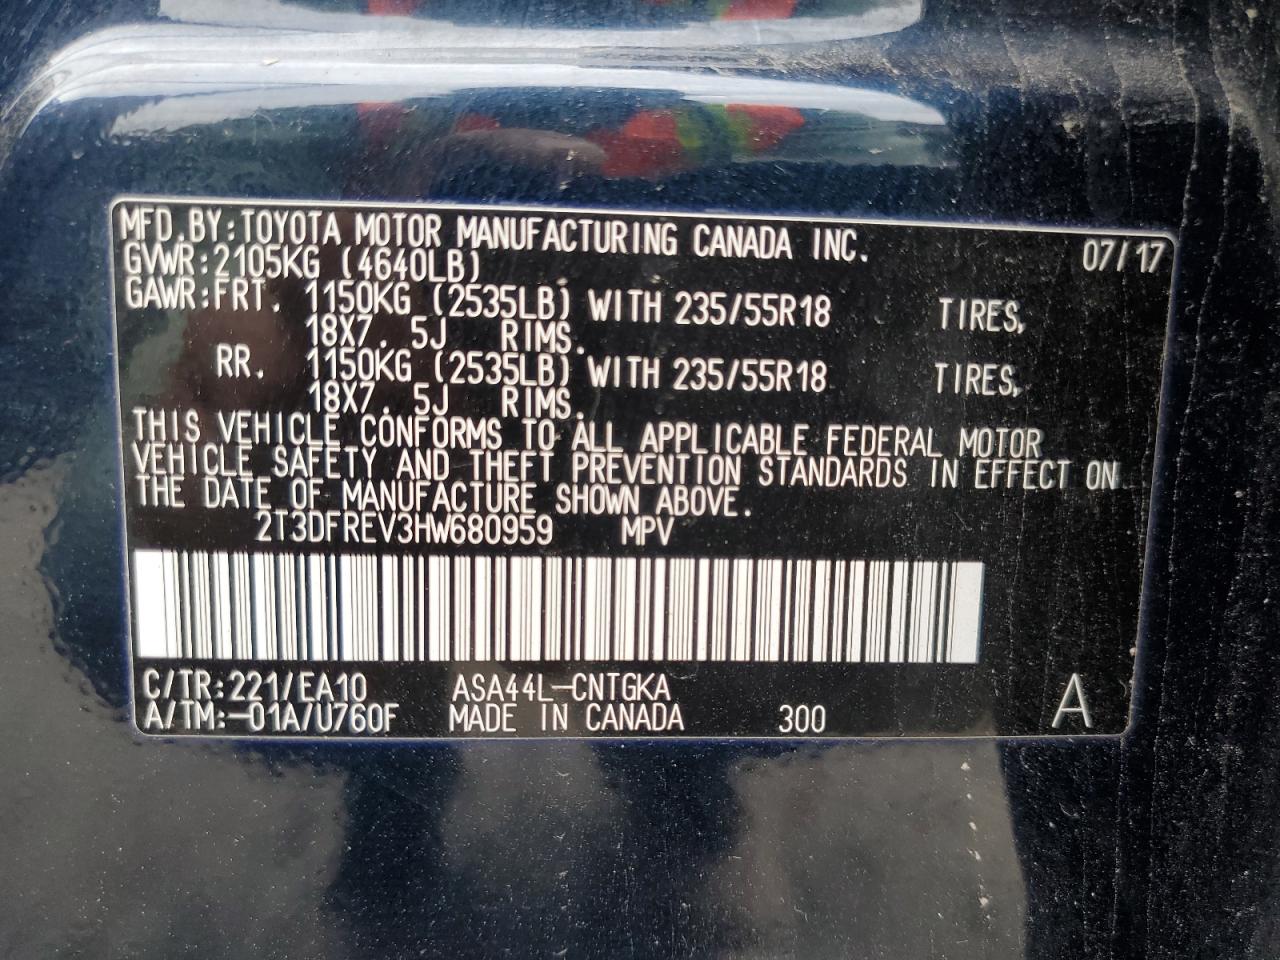 MFD.BY:TOYOTA MOTOR MANUFACTURING CANADA INC. 07/17
GVWR:2105KG (4640LB)
GAWR:FRT. 1150KG (2535LB) WITH 235/55R18 TIRES,
18X7.5J RIMS.
RR. 1150KG (2535LB) WITH 235/55R18 TIRES,
18X7.5J RIMS.
THIS VEHICLE CONFORMS TO ALL APPLICABLE FEDERAL MOTOR
VEHICLE SAFETY AND THEFT PREVENTION STANDARDS IN EFFECT ON
THE DATE OF MANUFACTURE SHOWN ABOVE.
2T3DFREV3HW680959 MPV
C/TR:221/EA10 ASA44L-CNTGKA
A/TM:-01A/U760F MADE IN CANADA 300 A